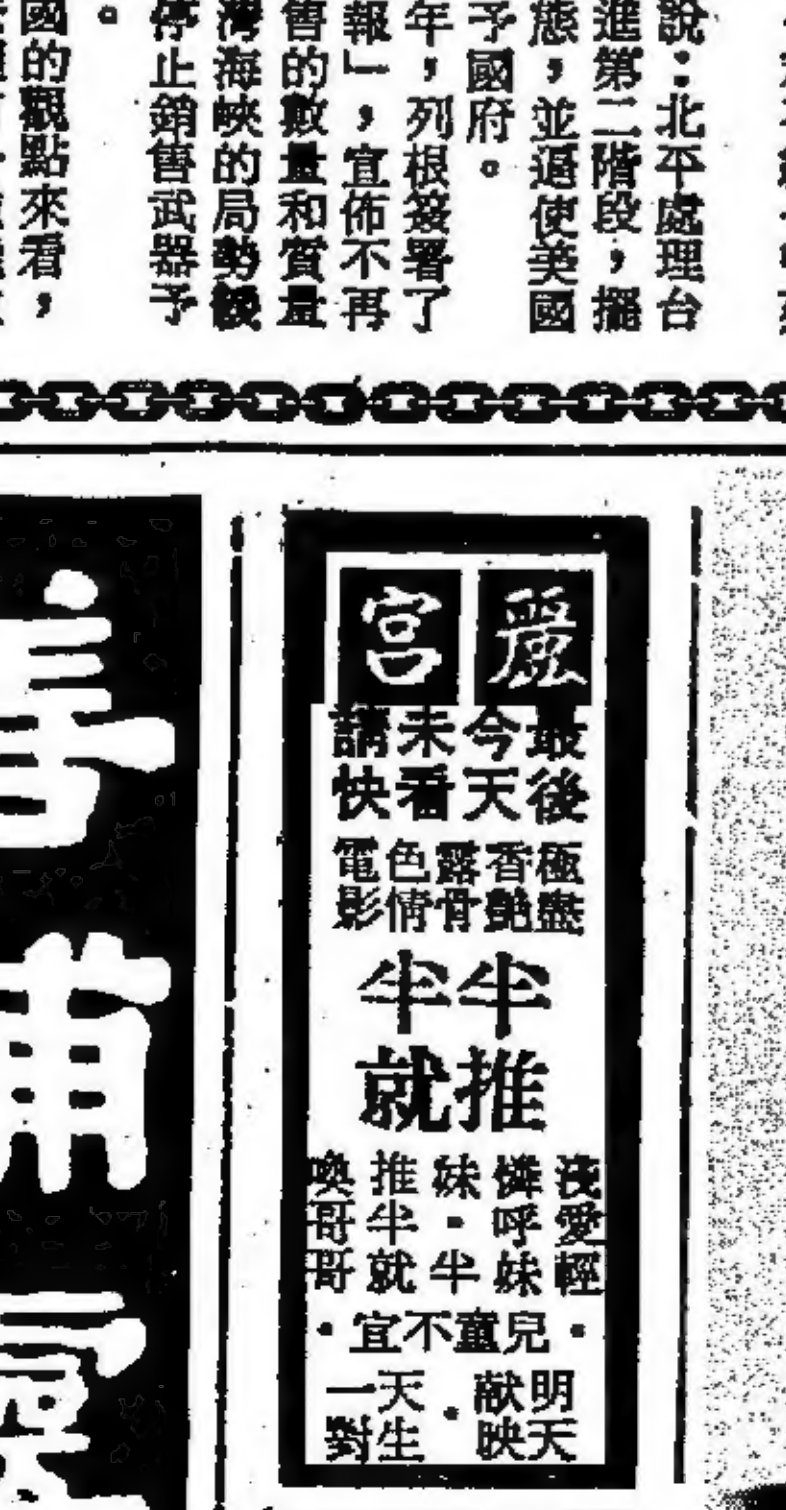 說：北平處理台
進第二階段，擺
態，並逼使美國
予國府。
年，列根簽署了
報」，宣佈不再
售的數量和質量
灣海峽的局勢緩
停止銷售武器予
。
國的觀點來看，
麗宮
最後
今天
未看
請快
極盡
香艷
露骨
色情
電影
半推
半就
淺愛輕
憐呼妹
妹·半
推半就
喚哥哥
·兒童不宜·
明天
献映
·
天生
一對